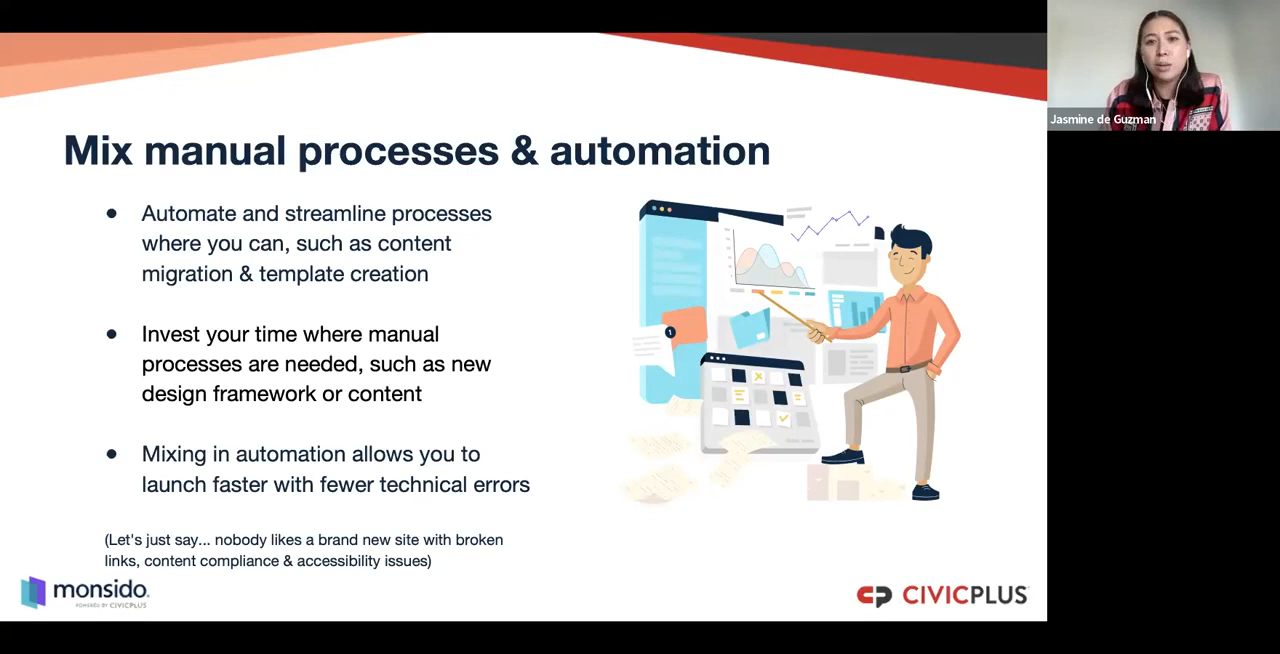 Jasmine de Guzman
Mix manual processes & automation
● Automate and streamline processes
where you can, such as content
migration & template creation
● Invest your time where manual
processes are needed, such as new
design framework or content
● Mixing in automation allows you to
launch faster with fewer technical errors
(Let's just say... nobody likes a brand new site with broken
links, content compliance & accessibility issues)
1
monsido.
POWERED BY CIVICPLUS
CP CIVICPLUS